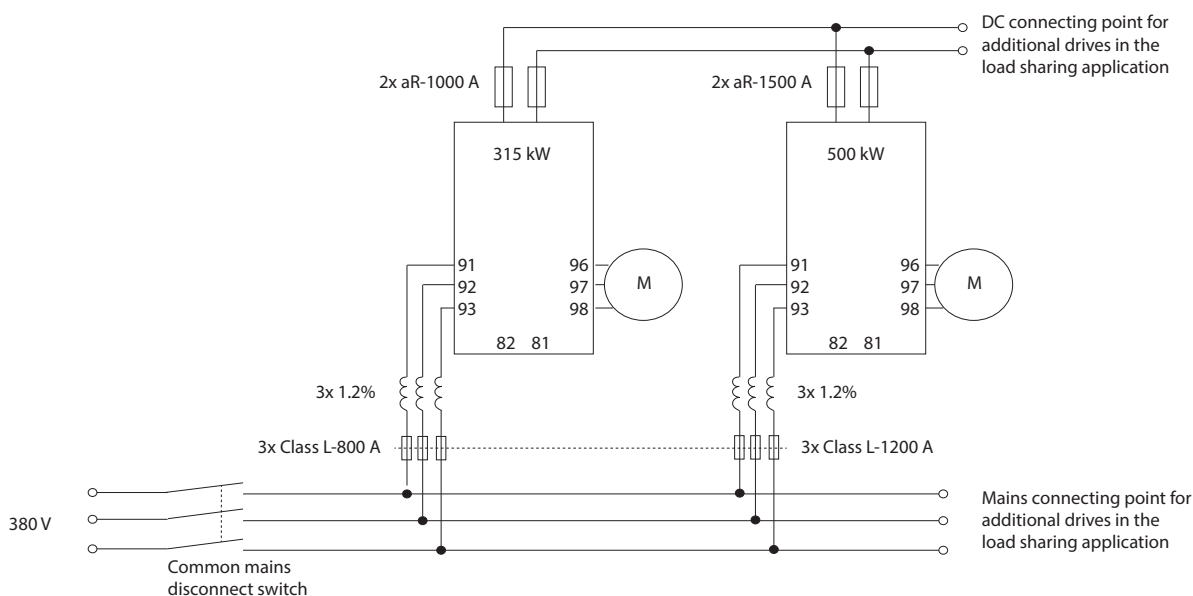 DC connecting point for
additional drives in the
load sharing application
2x aR-1000 A
2x aR-1500 A
315 kW
500 kW
91
92
93
96
97
98
M
82 81
91
92
93
96
97
98
M
82 81
3x 1.2%
3x 1.2%
3x Class L-800 A
3x Class L-1200 A
380 V
Mains connecting point for
additional drives in the
load sharing application
Common mains
disconnect switch